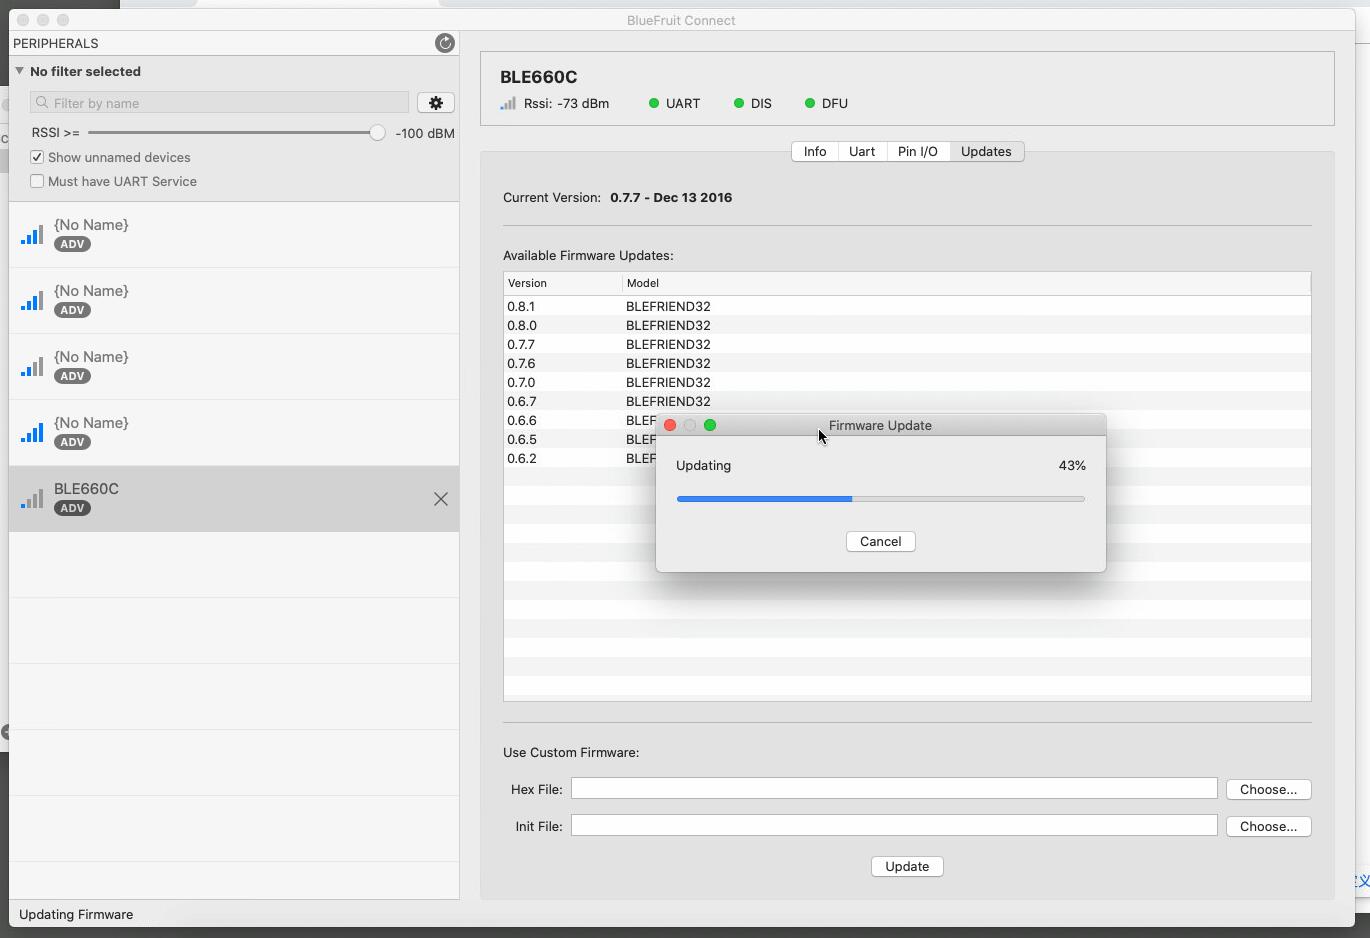 BlueFruit Connect
PERIPHERALS
No filter selected
Filter by name
RSSI >= -100 dBM
Show unnamed devices
Must have UART Service
{No Name}
ADV
{No Name}
ADV
{No Name}
ADV
{No Name}
ADV
BLE660C
ADV
Updating Firmware
BLE660C
Rssi: -73 dBm UART DIS DFU
Info Uart Pin I/O Updates
Current Version: 0.7.7 - Dec 13 2016
Available Firmware Updates:
Version Model
0.8.1 BLEFRIEND32
0.8.0 BLEFRIEND32
0.7.7 BLEFRIEND32
0.7.6 BLEFRIEND32
0.7.0 BLEFRIEND32
0.6.7 BLEFRIEND32
0.6.6 BLEF
0.6.5 BLEF
0.6.2 BLEF
Firmware Update
Updating 43%
Cancel
Use Custom Firmware:
Hex File: Choose...
Init File: Choose...
Update